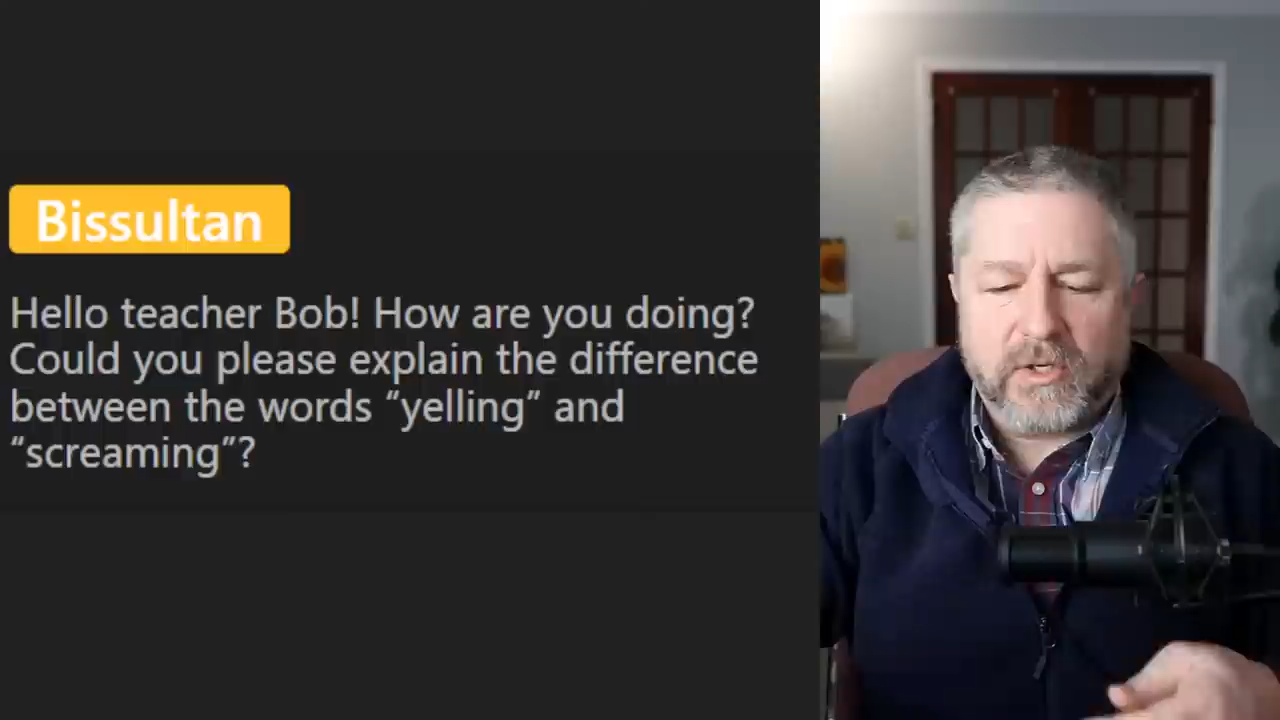 Bissultan
Hello teacher Bob! How are you doing?
Could you please explain the difference
between the words “yelling” and
“screaming”?